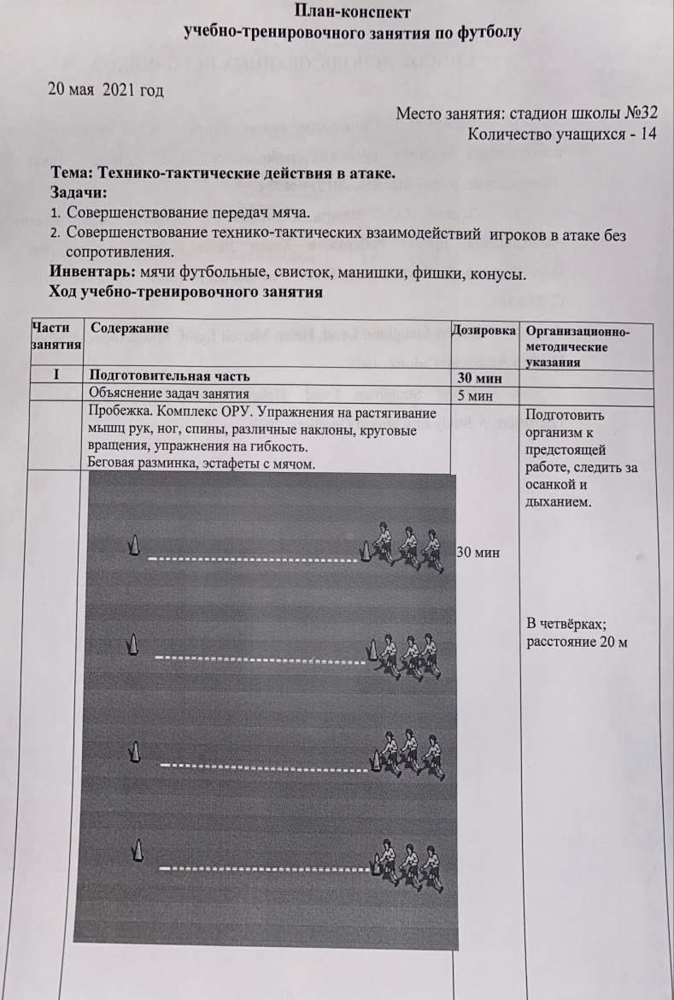 План-конспект
учебно-тренировочного занятия по футболу
20 мая 2021 год
Место занятия: стадион школы №32
Количество учащихся - 14
Тема: Технико-тактические действия в атаке.
Задачи:
1. Совершенствование передач мяча.
2. Совершенствование технико-тактических взаимодействий игроков в атаке без
сопротивления.
Инвентарь: мячи футбольные, свисток, манишки, фишки, конусы.
Ход учебно-тренировочного занятия
Части
занятия
Содержание
Дозировка
Организационно-
методические
указания
I
Подготовительная часть
30 мин
Объяснение задач занятия
5 мин
Пробежка. Комплекс ОРУ. Упражнения на растягивание
мышц рук, ног, спины, различные наклоны, круговые
вращения, упражнения на гибкость.
Беговая разминка, эстафеты с мячом.
Подготовить
организм к
предстоящей
работе, следить за
осанкой и
дыханием.
30 мин
В четвёрках;
расстояние 20 м